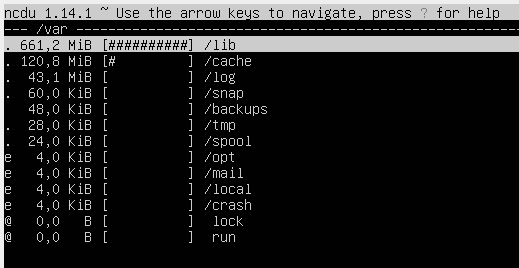 ncdu 1.14.1 ~ Use the arrow keys to navigate, press ? for help
--- /var ---------------------------------------------------
. 661,2 MiB [##########] /lib
. 120,8 MiB [#         ] /cache
.  43,1 MiB [          ] /log
.  60,0 KiB [          ] /snap
   48,0 KiB [          ] /backups
.  28,0 KiB [          ] /tmp
.  24,0 KiB [          ] /spool
e   4,0 KiB [          ] /opt
e   4,0 KiB [          ] /mail
e   4,0 KiB [          ] /local
e   4,0 KiB [          ] /crash
@   0,0   B [          ]  lock
@   0,0   B [          ]  run